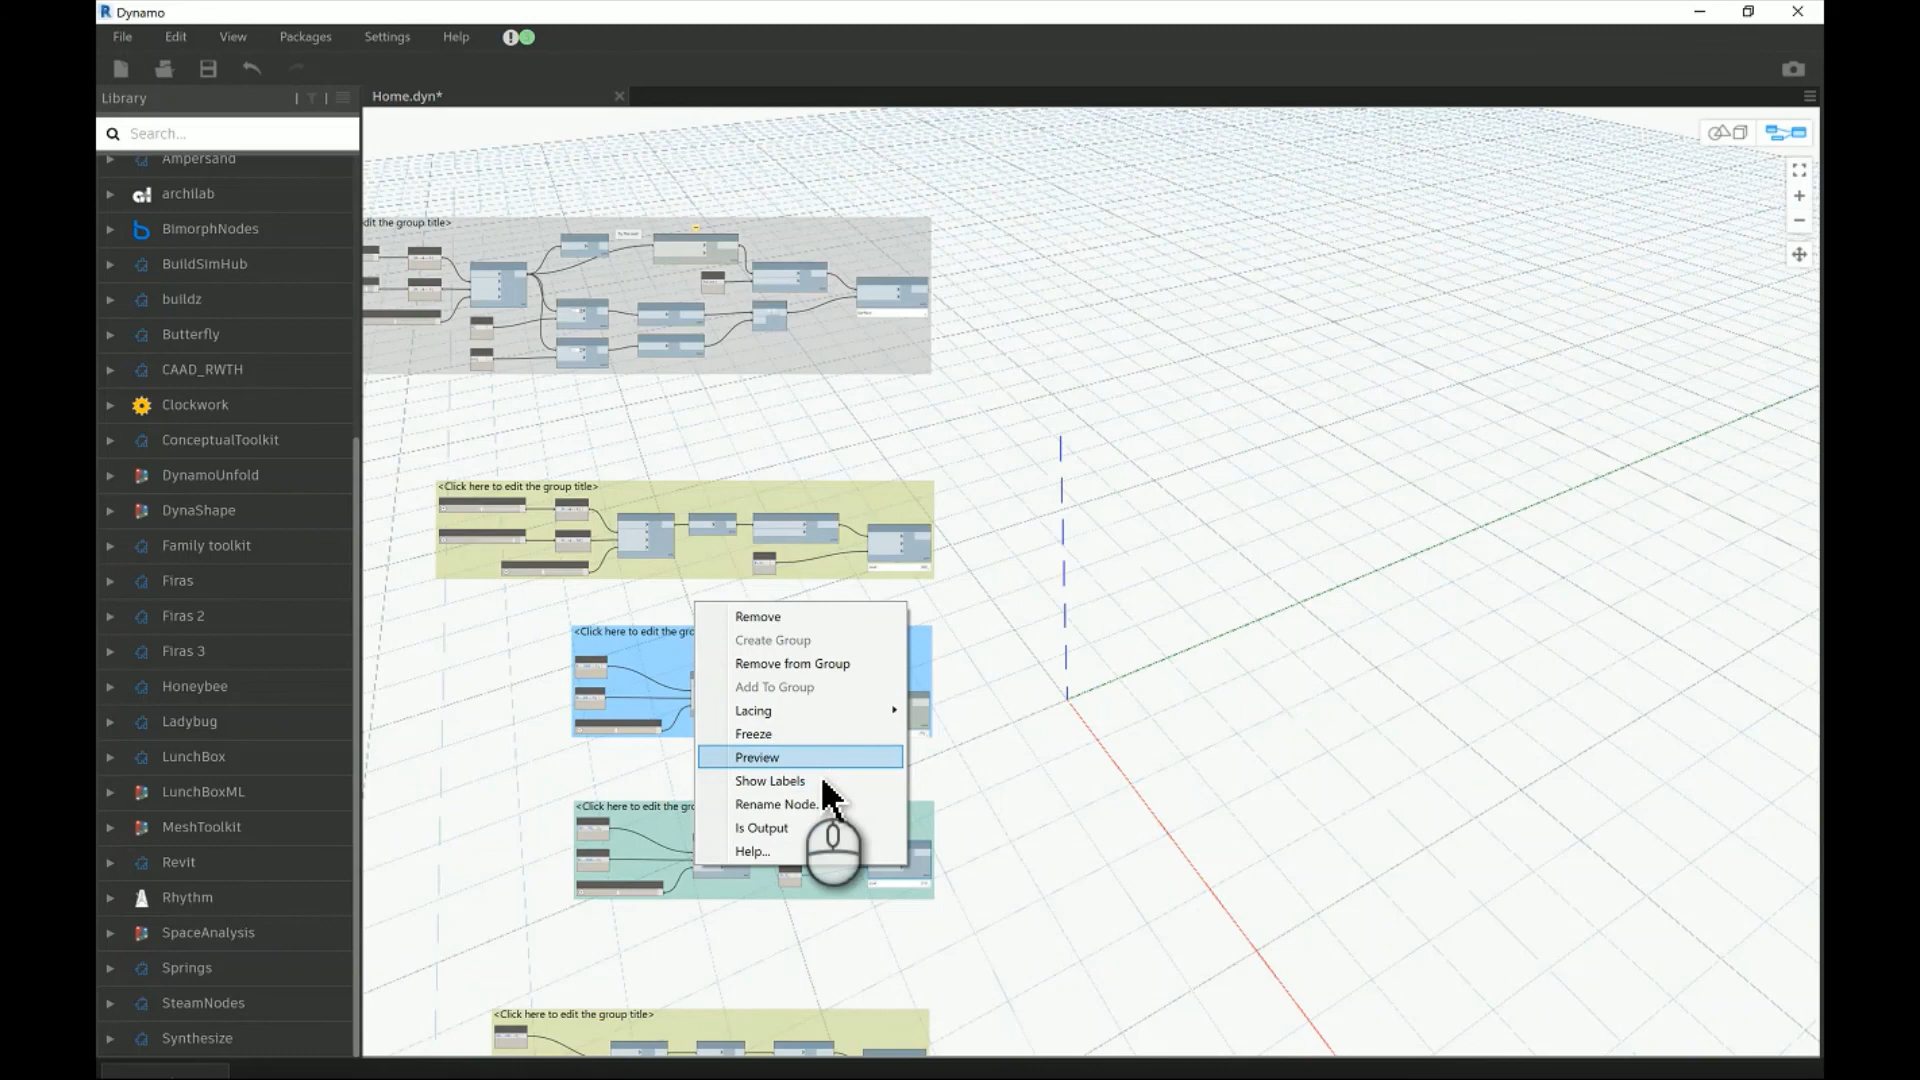 Dynamo
File Edit View Packages Settings Help
Library
Home.dyn*
Search...
Ampersand
archilab
BimorphNodes
BuildSimHub
buildz
Butterfly
CAAD_RWTH
Clockwork
ConceptualToolkit
DynamoUnfold
DynaShape
Family toolkit
Firas
Firas 2
Firas 3
Honeybee
Ladybug
LunchBox
LunchBoxML
MeshToolkit
Revit
Rhythm
SpaceAnalysis
Springs
SteamNodes
Synthesize
dit the group title>
<Click here to edit the group title>
<Click here to edit the gro
<Click here to edit the gro
<Click here to edit the group title>
Remove
Create Group
Remove from Group
Add To Group
Lacing
Freeze
Preview
Show Labels
Rename Node.
Is Output
Help...